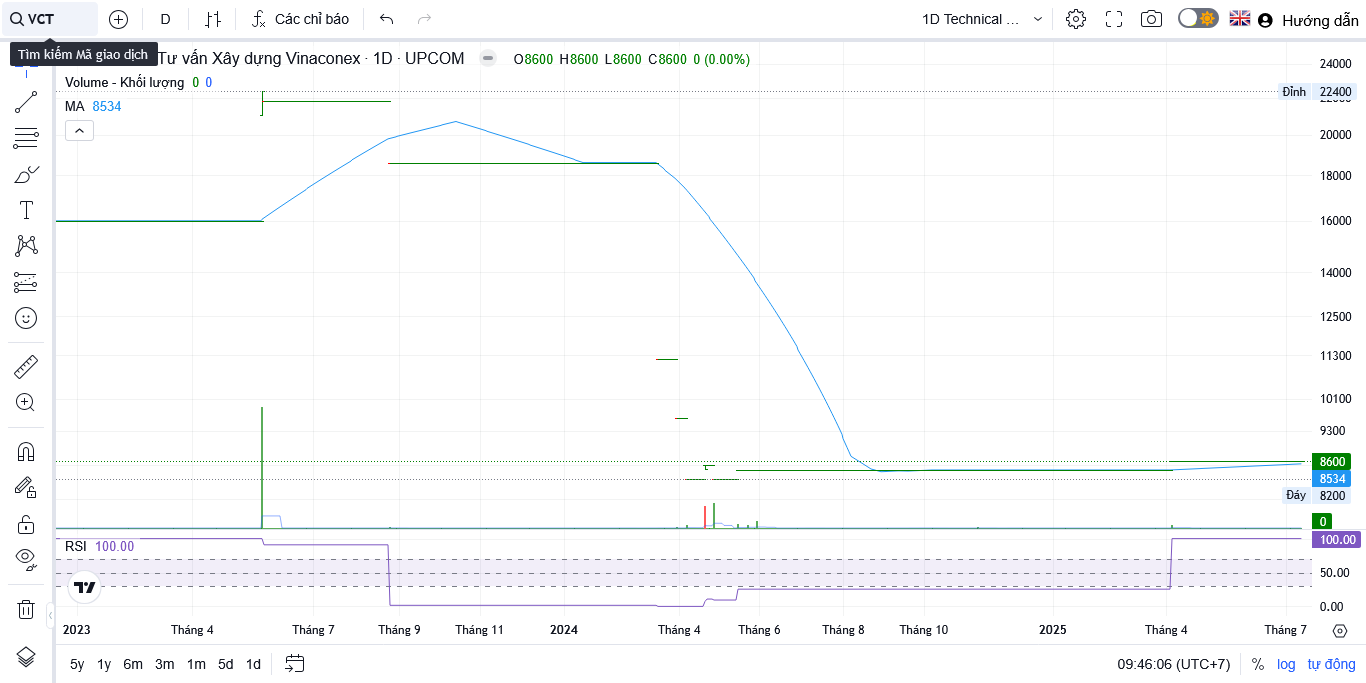 VCT
D
Các chỉ báo
1D Technical ...
Hướng dẫn
Tìm kiếm Mã giao dịch
Tư vấn Xây dựng Vinaconex · 1D · UPCOM
O8600 H8600 L8600 C8600 0 (0.00%)
Volume - Khối lượng 0 0
MA 8534
24000
Đỉnh 22400
20000
18000
16000
14000
12500
11300
10100
9300
8600
8534
Đáy 8200
0
RSI 100.00
100.00
50.00
0.00
2023 Tháng 4 Tháng 7 Tháng 9 Tháng 11 2024 Tháng 4 Tháng 6 Tháng 8 Tháng 10 2025 Tháng 4 Tháng 7
5y 1y 6m 3m 1m 5d 1d
09:46:06 (UTC+7) % log tự động